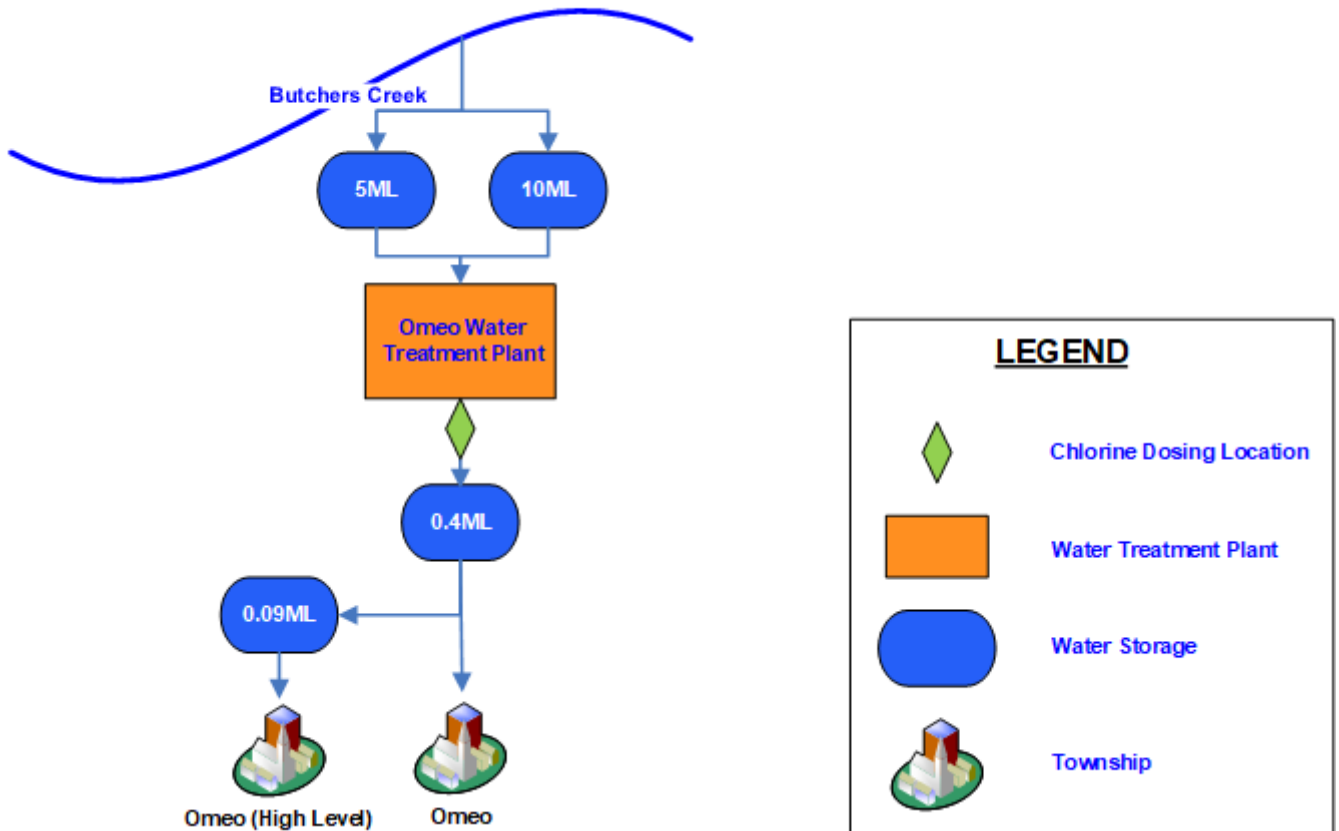 Butchers Creek
5ML
10ML
Omeo Water
Treatment Plant
0.4ML
0.09ML
Omeo (High Level)
Omeo
LEGEND
Chlorine Dosing Location
Water Treatment Plant
Water Storage
Township